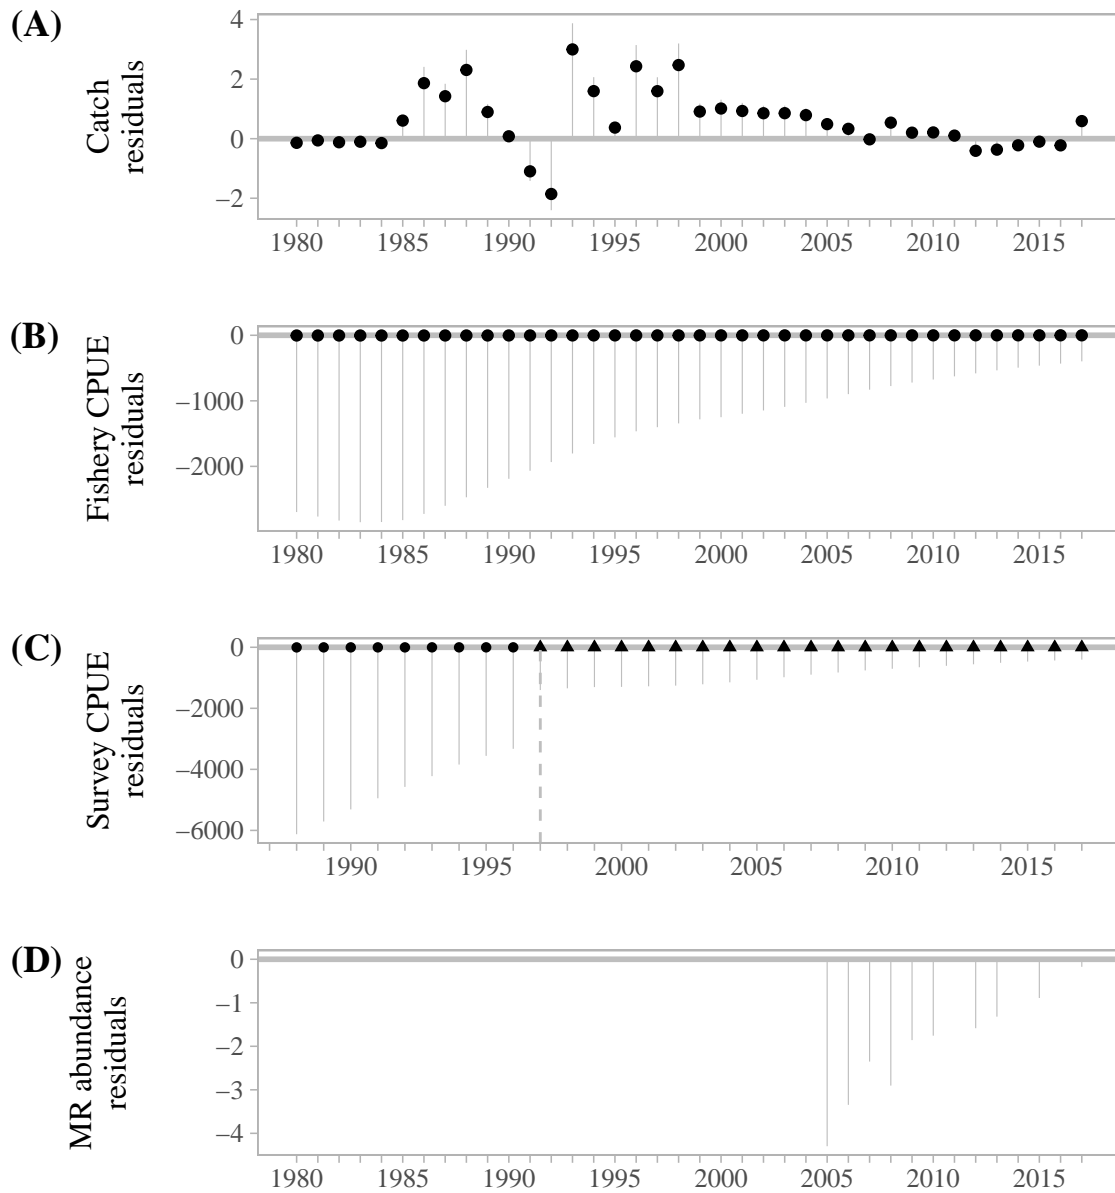 (A)
Catch
residuals
4
2
0
−2
1980 1985 1990 1995 2000 2005 2010 2015
(B)
Fishery CPUE
residuals
0
−1000
−2000
1980 1985 1990 1995 2000 2005 2010 2015
(C)
Survey CPUE
residuals
0
−2000
−4000
−6000
1990 1995 2000 2005 2010 2015
(D)
MR abundance
residuals
0
−1
−2
−3
−4
1980 1985 1990 1995 2000 2005 2010 2015